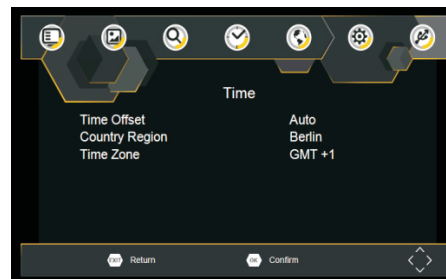 Time
Time Offset Auto
Country Region Berlin
Time Zone GMT +1
EXIT Return OK Confirm